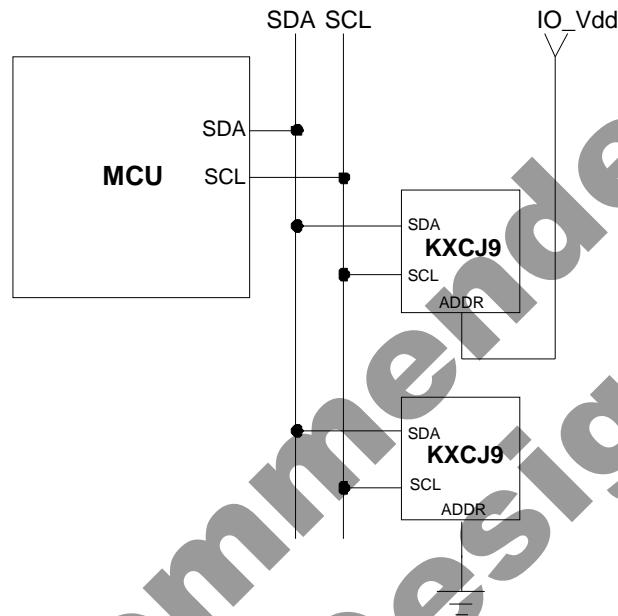 SDA SCL IO_Vdd
SDA
MCU SCL
SDA
KXCJ9
SCL
ADDR
SDA
KXCJ9
SCL
ADDR